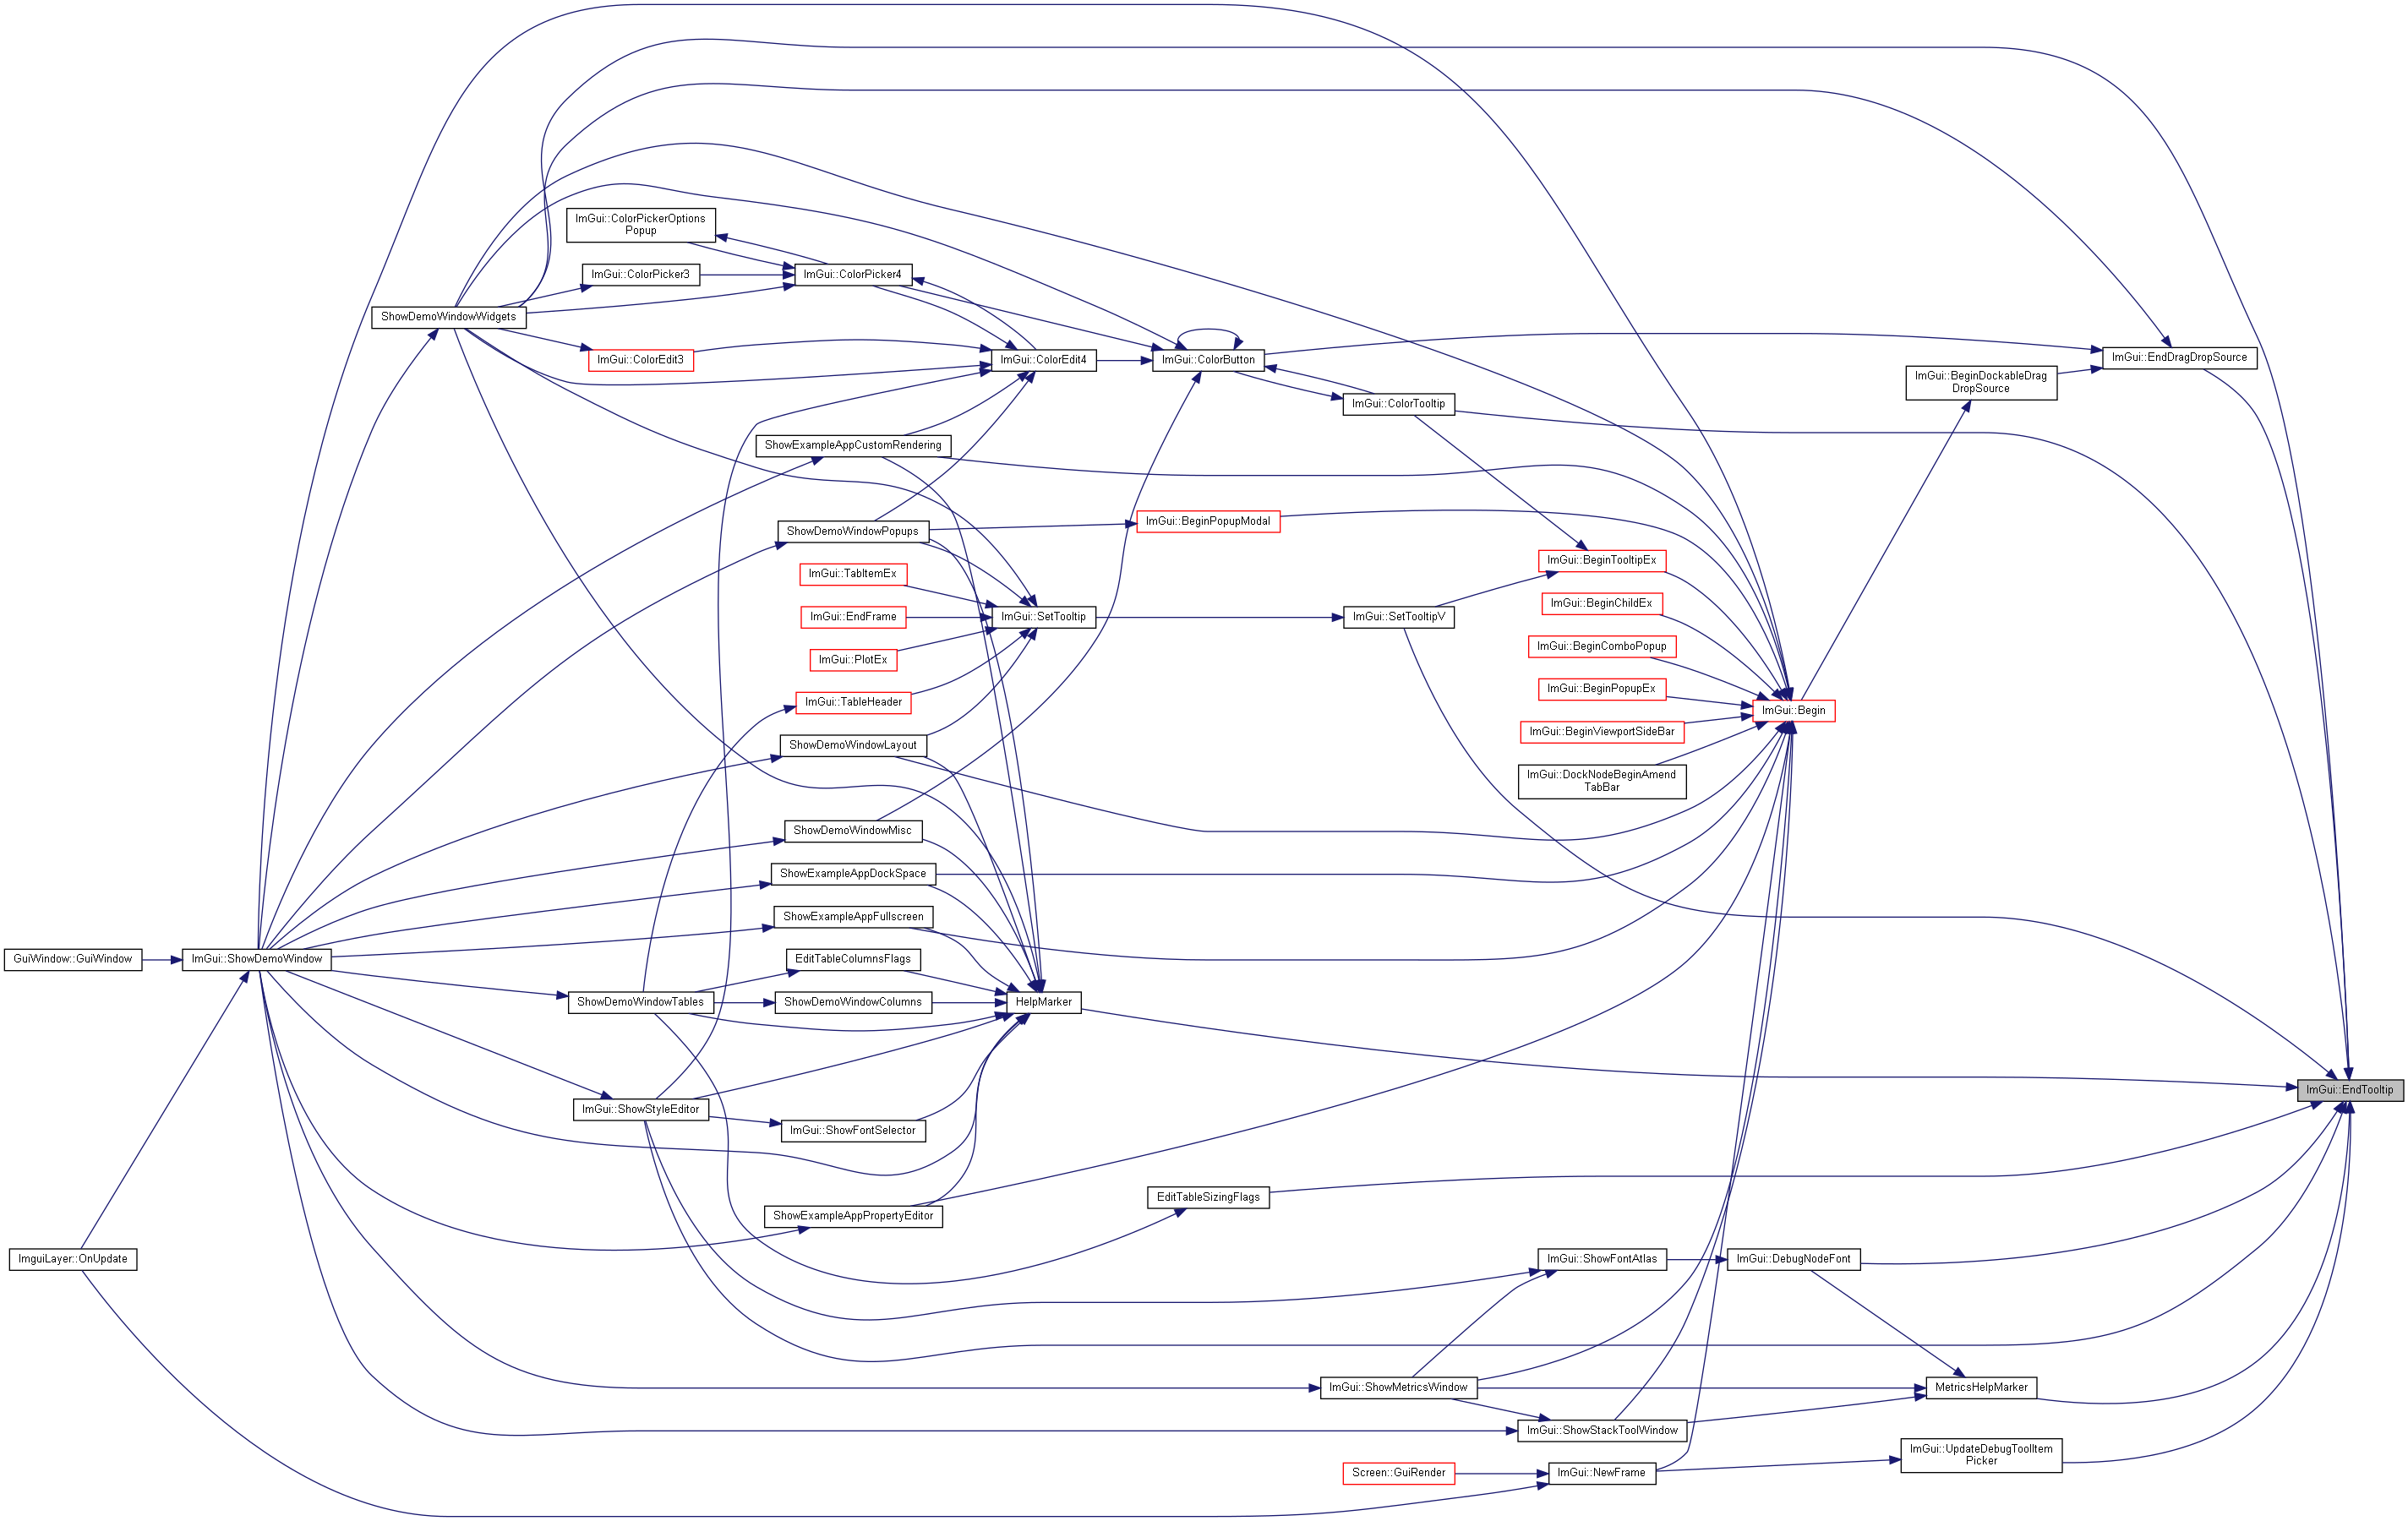 ImGui::ColorPickerOptions
Popup
ImGui::ColorPicker3
ImGui::ColorPicker4
ShowDemoWindowWidgets
ImGui::ColorEdit3
ImGui::ColorEdit4
ImGui::ColorButton
ImGui::EndDragDropSource
ImGui::BeginDockableDrag
DropSource
ImGui::ColorTooltip
ShowExampleAppCustomRendering
ImGui::BeginPopupModal
ShowDemoWindowPopups
ImGui::BeginTooltipEx
ImGui::TabItemEx
ImGui::BeginChildEx
ImGui::EndFrame
ImGui::SetTooltip
ImGui::SetTooltipV
ImGui::BeginComboPopup
ImGui::PlotEx
ImGui::BeginPopupEx
ImGui::TableHeader
ImGui::Begin
ImGui::BeginViewportSideBar
ShowDemoWindowLayout
ImGui::DockNodeBeginAmend
TabBar
ShowDemoWindowMisc
ShowExampleAppDockSpace
ShowExampleAppFullscreen
GuiWindow::GuiWindow
ImGui::ShowDemoWindow
EditTableColumnsFlags
ShowDemoWindowTables
ShowDemoWindowColumns
HelpMarker
ImGui::EndTooltip
ImGui::ShowStyleEditor
ImGui::ShowFontSelector
EditTableSizingFlags
ShowExampleAppPropertyEditor
ImguiLayer::OnUpdate
ImGui::ShowFontAtlas
ImGui::DebugNodeFont
ImGui::ShowMetricsWindow
MetricsHelpMarker
ImGui::ShowStackToolWindow
ImGui::UpdateDebugToolItem
Picker
Screen::GuiRender
ImGui::NewFrame